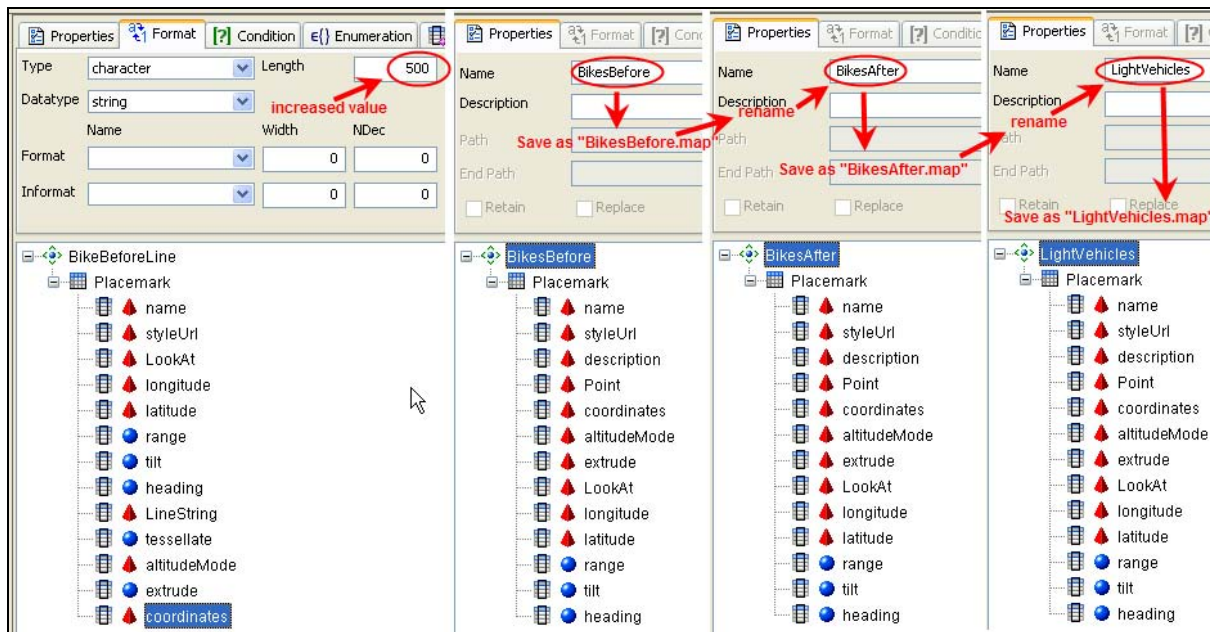 Properties Format [?] Condition ε{} Enumeration
Type character Length 500
increased value
Datatype string
Name Width NDec
Format 0 0
Informat 0 0
BikeBeforeLine
Placemark
name
styleUrl
LookAt
longitude
latitude
range
tilt
heading
LineString
tessellate
altitudeMode
extrude
coordinates
Properties Format [?] Cond
Name BikesBefore
Description
Path
Save as "BikesBefore.map"
rename
End Path
Retain Replace
BikesBefore
Placemark
name
styleUrl
description
Point
coordinates
altitudeMode
extrude
LookAt
longitude
latitude
range
tilt
heading
Properties Format [?] Conditic
Name BikesAfter
Description
Path
End Path
Save as "BikesAfter.map"
rename
Retain Replace
BikesAfter
Placemark
name
styleUrl
description
Point
coordinates
altitudeMode
extrude
LookAt
longitude
latitude
range
tilt
heading
Properties Format [?]
Name LightVehicles
Description
Path
End Path
Retain Replace
Save as "LightVehicles.map"
LightVehicles
Placemark
name
styleUrl
description
Point
coordinates
altitudeMode
extrude
LookAt
longitude
latitude
range
tilt
heading